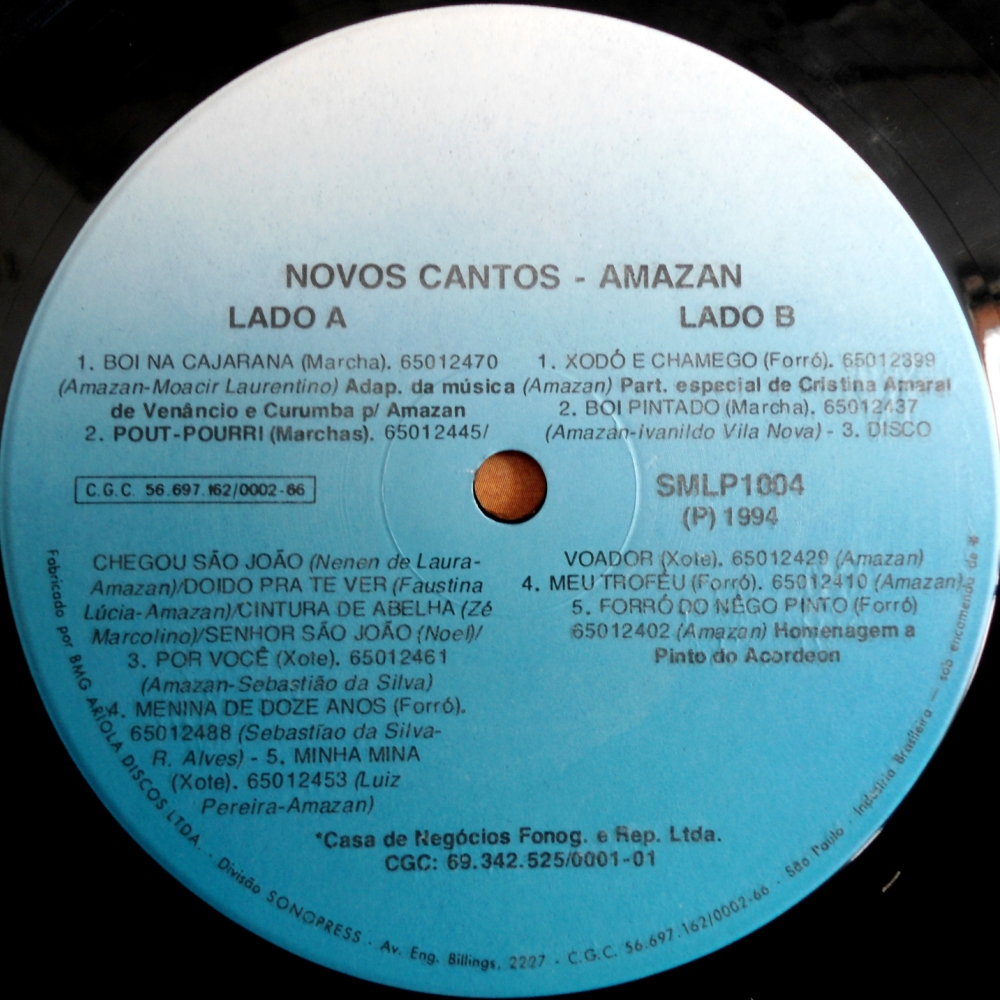 NOVOS CANTOS - AMAZAN
LADO A
1. BOI NA CAJARANA (Marcha). 65012470
(Amazan-Moacir Laurentino) Adap. da música
de Venâncio e Curumba p/ Amazan
2. POUT-POURRI (Marchas). 65012445/
C.G.C. 56.697.162/0002-66
CHEGOU SÃO JOÃO (Nenen de Laura-
Amazan)/DOIDO PRA TE VER (Faustina
Lúcia-Amazan)/CINTURA DE ABELHA (Zé
Marcolino)/SENHOR SÃO JOÃO (Noel)/
3. POR VOCÊ (Xote). 65012461
(Amazan-Sebastião da Silva)
4. MENINA DE DOZE ANOS (Forró).
65012488 (Sebastiao da Silva-
R. Alves) - 5. MINHA MINA
(Xote). 65012453 (Luiz
Pereira-Amazan)
LADO B
1. XODÓ E CHAMEGO (Forró). 65012399
(Amazan) Part. especial de Cristina Amaral
2. BOI PINTADO (Marcha). 65012437
(Amazan-Ivanildo Vila Nova) - 3. DISCO
SMLP1004
(P) 1994
VOADOR (Xote). 65012429 (Amazan)
4. MEU TROFÉU (Forró). 65012410 (Amazan)
5. FORRÓ DO NÊGO PINTO (Forró)
65012402 (Amazan) Homenagem a
Pinto do Acordeon
*Casa de Negócios Fonog. e Rep. Ltda.
CGC: 69.342.525/0001-01
Fabricado por BMG ARIOLA DISCOS LTDA. · Divisão SONOPRESS · Av. Eng. Billings, 2227 · C.G.C. 56.697.162/0002-66 · São Paulo · Indústria Brasileira — sob encomenda de *